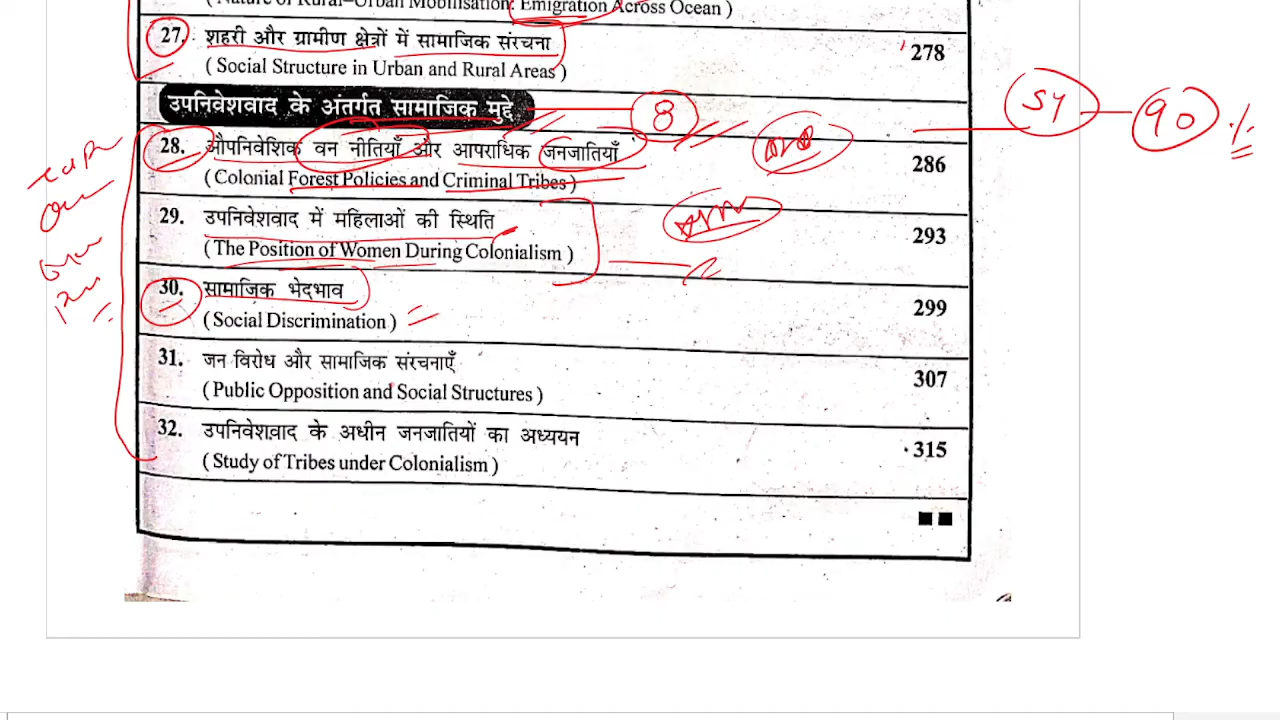 (Nature of Rural–Urban Mobilisation: Emigration Across Ocean)
27. शहरी और ग्रामीण क्षेत्रों में सामाजिक संरचना 278
(Social Structure in Urban and Rural Areas)
उपनिवेशवाद के अंतर्गत सामाजिक मुद्दे 8 54 90 %
28. औपनिवेशिक वन नीतियाँ और आपराधिक जनजातियाँ 286
(Colonial Forest Policies and Criminal Tribes)
29. उपनिवेशवाद में महिलाओं की स्थिति 293
(The Position of Women During Colonialism)
30. सामाजिक भेदभाव 299
(Social Discrimination)
31. जन विरोध और सामाजिक संरचनाएँ 307
(Public Opposition and Social Structures)
32. उपनिवेशवाद के अधीन जनजातियों का अध्ययन 315
(Study of Tribes under Colonialism)